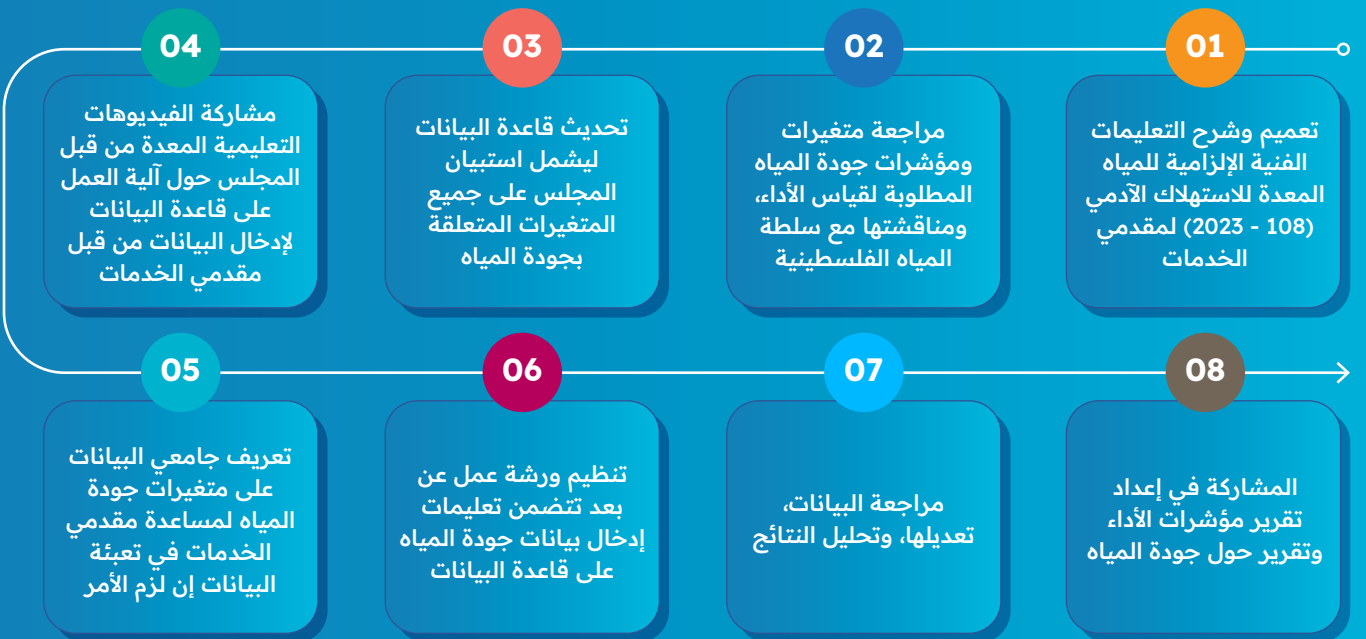 01
تعميم وشرح التعليمات
الفنية الإلزامية للمياه
المعدة للاستهلاك الآدمي
(108 - 2023) لمقدمي
الخدمات
02
مراجعة متغيرات
ومؤشرات جودة المياه
المطلوبة لقياس الأداء،
ومناقشتها مع سلطة
المياه الفلسطينية
03
تحديث قاعدة البيانات
ليشمل استبيان
المجلس على جميع
المتغيرات المتعلقة
بجودة المياه
04
مشاركة الفيديوهات
التعليمية المعدة من قبل
المجلس حول آلية العمل
على قاعدة البيانات
لإدخال البيانات من قبل
مقدمي الخدمات
05
تعريف جامعي البيانات
على متغيرات جودة
المياه لمساعدة مقدمي
الخدمات في تعبئة
البيانات إن لزم الأمر
06
تنظيم ورشة عمل عن
بعد تتضمن تعليمات
إدخال بيانات جودة المياه
على قاعدة البيانات
07
مراجعة البيانات،
تعديلها، وتحليل النتائج
08
المشاركة في إعداد
تقرير مؤشرات الأداء
وتقرير حول جودة المياه